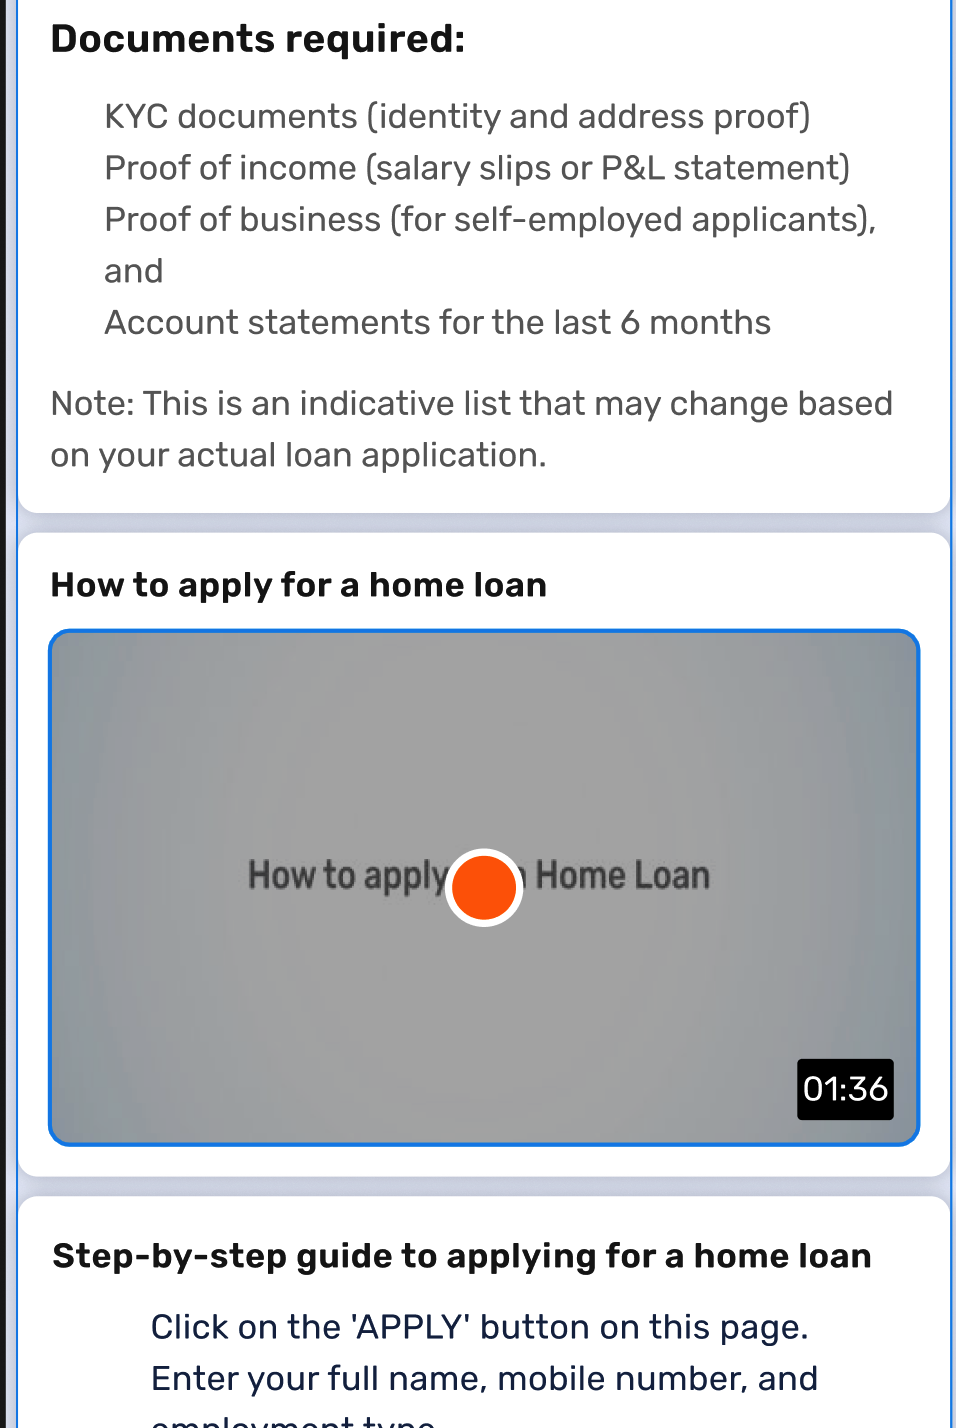 Documents required:
KYC documents (identity and address proof)
Proof of income (salary slips or P&L statement)
Proof of business (for self-employed applicants),
and
Account statements for the last 6 months
Note: This is an indicative list that may change based
on your actual loan application.
How to apply for a home loan
How to apply Home Loan
01:36
Step-by-step guide to applying for a home loan
Click on the 'APPLY' button on this page.
Enter your full name, mobile number, and
employment type